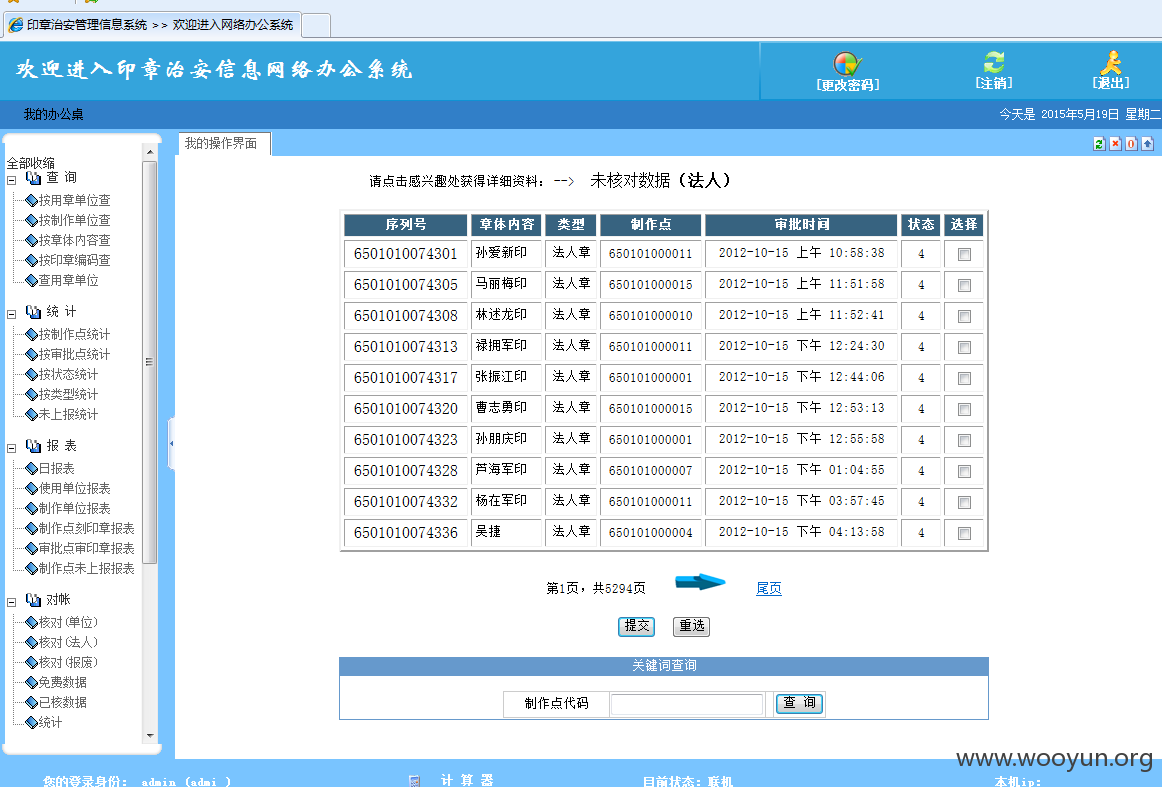 印章治安管理信息系统 >> 欢迎进入网络办公系统
欢迎进入印章治安信息网络办公系统
[更改密码]
[注销]
[退出]
我的办公桌
今天是 2015年5月19日 星期二
全部收缩
查 询
按用章单位查
按制作单位查
按章体内容查
按印章编码查
查用章单位
统 计
按制作点统计
按审批点统计
按状态统计
按类型统计
未上报统计
报 表
日报表
使用单位报表
制作单位报表
制作点刻印章报表
审批点审印章报表
制作点未上报报表
对帐
核对(单位)
核对(法人)
核对(报废)
免费数据
已核数据
统计
我的操作界面
请点击感兴趣处获得详细资料: --> 未核对数据(法人)
序列号 章体内容 类型 制作点 审批时间 状态 选择
6501010074301 孙爱新印 法人章 650101000011 2012-10-15 上午 10:58:38 4
6501010074305 马丽梅印 法人章 650101000015 2012-10-15 上午 11:51:58 4
6501010074308 林述龙印 法人章 650101000010 2012-10-15 上午 11:52:41 4
6501010074313 禄拥军印 法人章 650101000011 2012-10-15 下午 12:24:30 4
6501010074317 张振江印 法人章 650101000001 2012-10-15 下午 12:44:06 4
6501010074320 曹志勇印 法人章 650101000015 2012-10-15 下午 12:53:13 4
6501010074323 孙朋庆印 法人章 650101000001 2012-10-15 下午 12:55:58 4
6501010074328 芦海军印 法人章 650101000007 2012-10-15 下午 01:04:55 4
6501010074332 杨在军印 法人章 650101000011 2012-10-15 下午 03:57:45 4
6501010074336 吴捷 法人章 650101000004 2012-10-15 下午 04:13:58 4
第1页，共5294页
尾页
提交
重选
关键词查询
制作点代码
查 询
www.wooyun.org
您的登录身份: admin (admi )
计 算 器
目前状态: 联机
本机ip: